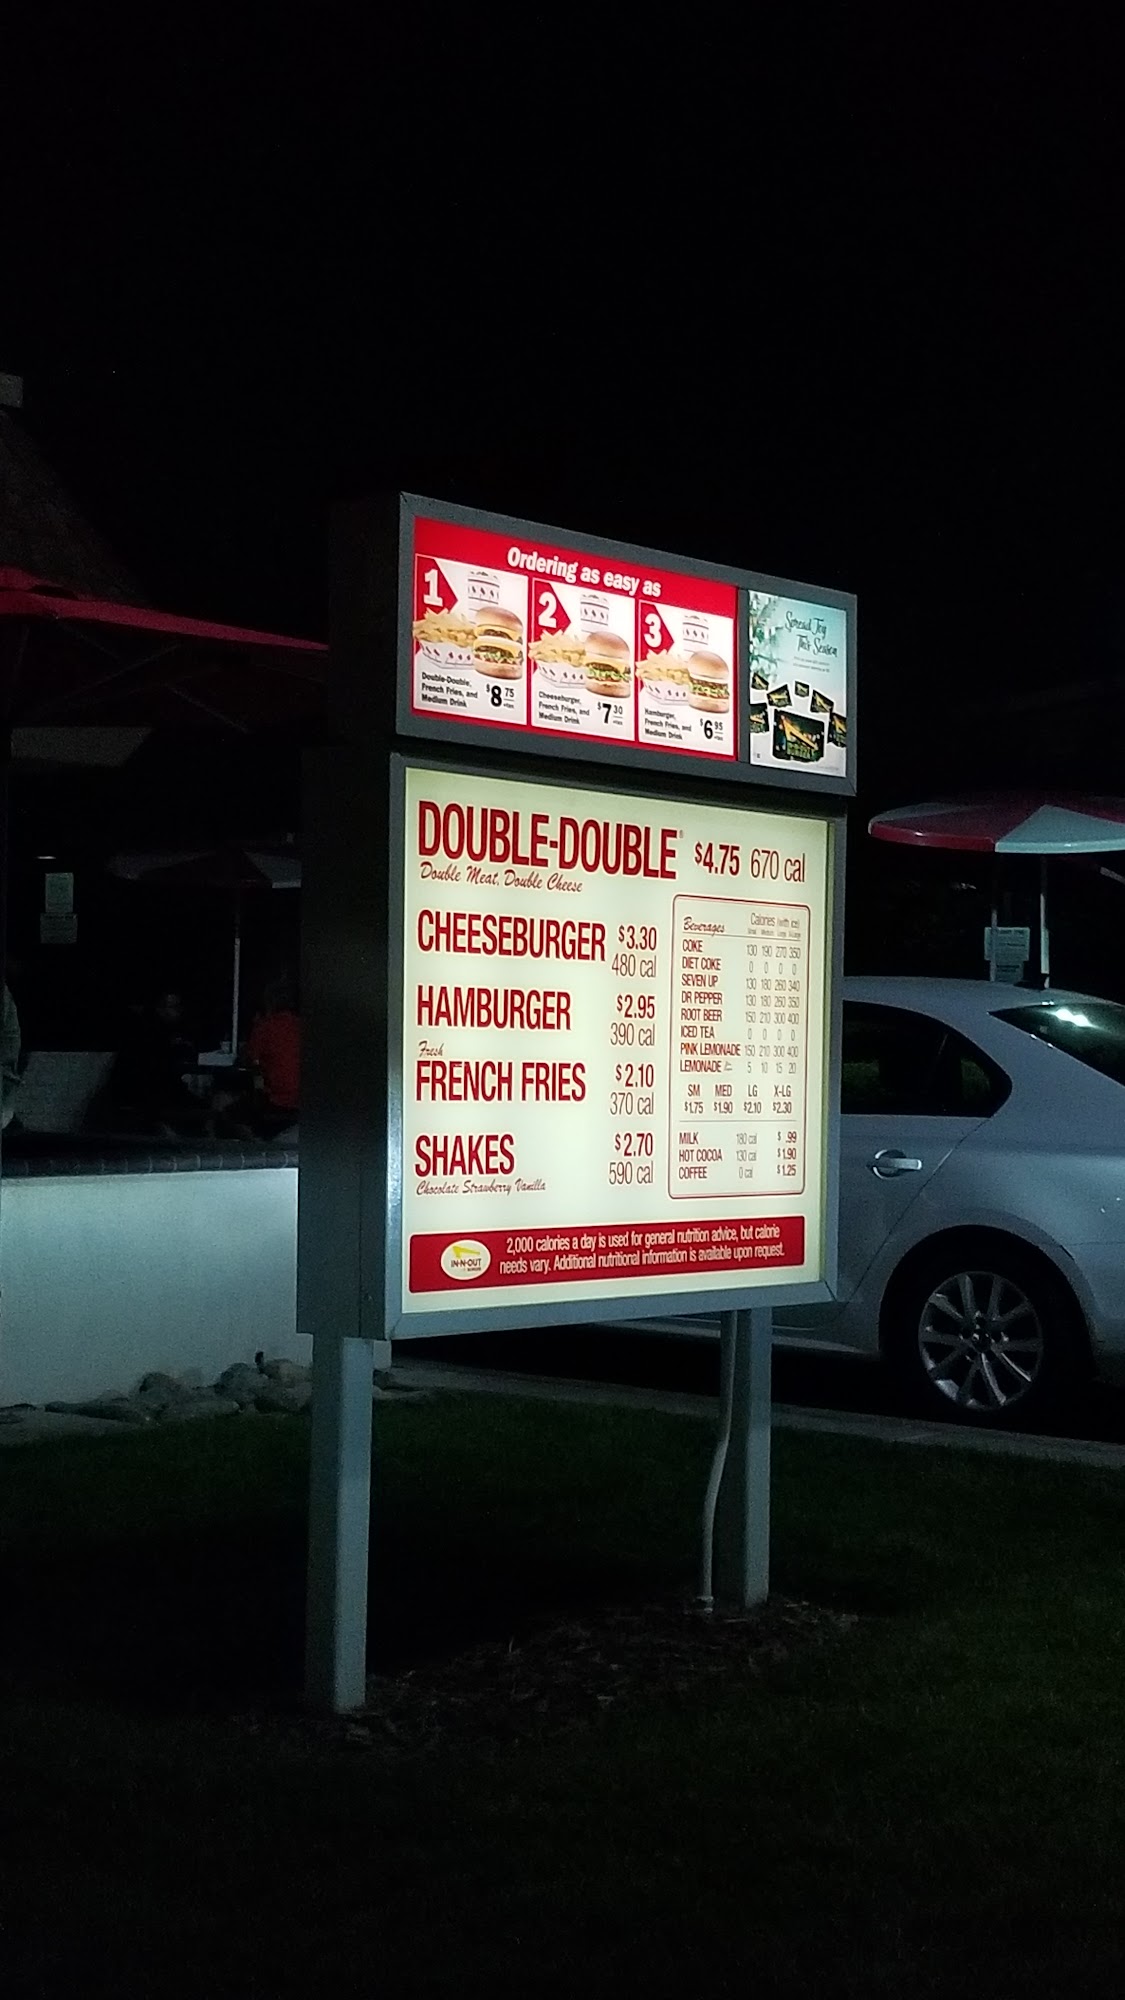 Ordering as easy as
1
Double-Double,
French Fries, and
Medium Drink
$8 75
+tax
2
Cheeseburger,
French Fries, and
Medium Drink
$7 30
+tax
3
Hamburger,
French Fries, and
Medium Drink
$6 95
+tax
Spread Joy
This Season
DOUBLE-DOUBLE® $4.75 670 cal
Double Meat, Double Cheese
CHEESEBURGER $3.30
480 cal
HAMBURGER $2.95
390 cal
Fresh
FRENCH FRIES $2.10
370 cal
SHAKES $2.70
590 cal
Chocolate Strawberry Vanilla
Beverages Calories (with ice)
Small Medium Large X-Large
COKE 130 190 270 350
DIET COKE 0 0 0 0
SEVEN UP 130 180 260 340
DR PEPPER 130 180 260 350
ROOT BEER 150 210 300 400
ICED TEA 0 0 0 0
PINK LEMONADE 150 210 300 400
LEMONADE 5 10 15 20
SM MED LG X-LG
$1.75 $1.90 $2.10 $2.30
MILK 180 cal $ .99
HOT COCOA 130 cal $1.90
COFFEE 0 cal $1.25
IN-N-OUT
BURGER
2,000 calories a day is used for general nutrition advice, but calorie
needs vary. Additional nutritional information is available upon request.